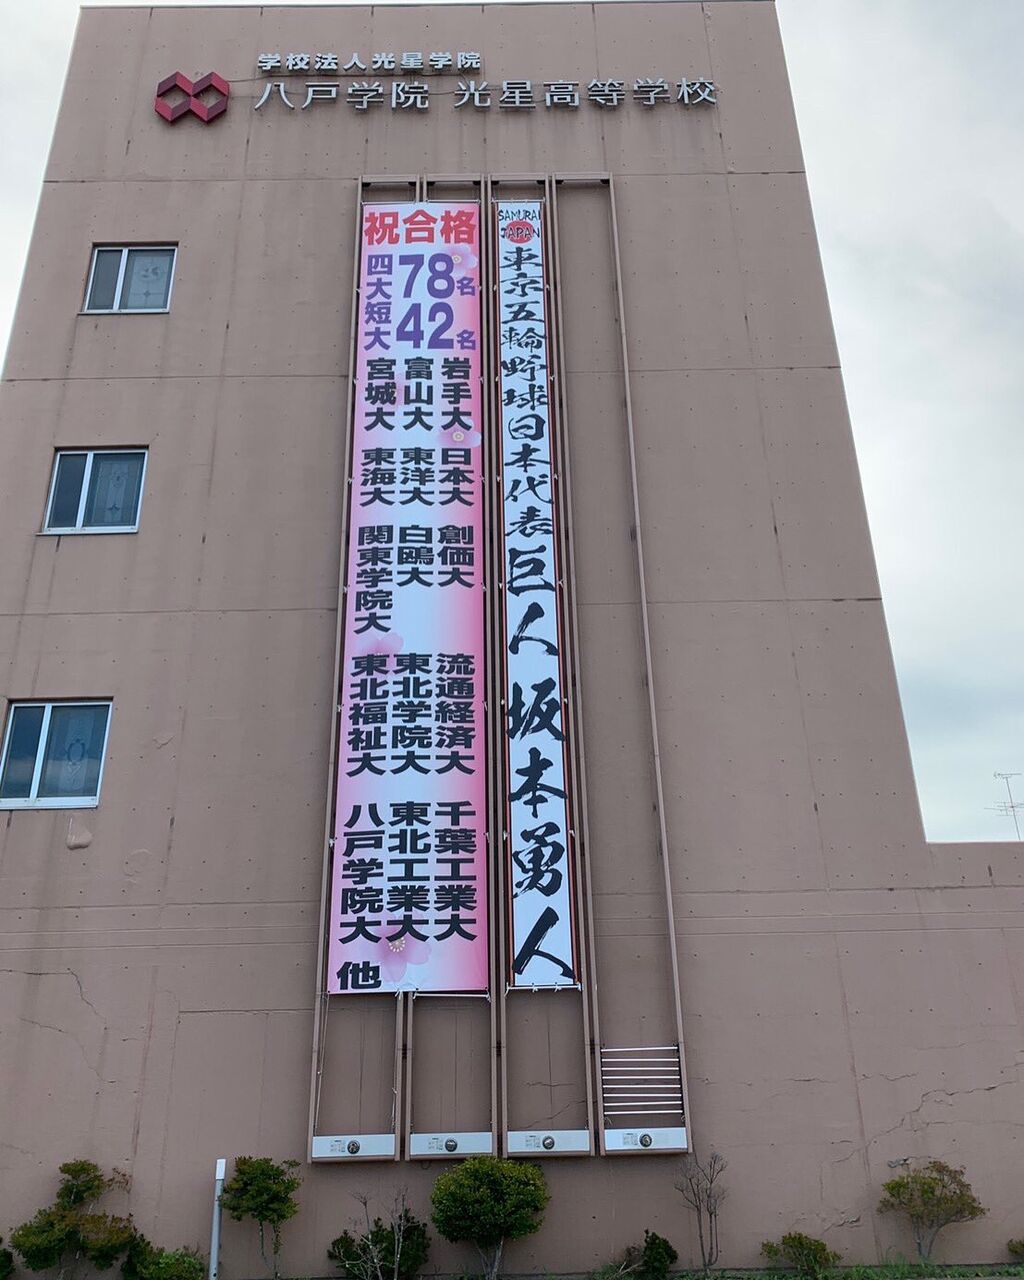 学校法人光星学院
八戸学院 光星高等学校
祝合格
四大78名
短大42名
岩手大
富山大
宮城大
日本大
東洋大
東海大
創価大
白鴎大
関東学院大
流通経済大
東北学院大
東北福祉大
千葉工業大
東北工業大
八戸学院大
他
SAMURAI
JAPAN
東京五輪野球日本代表巨人 坂本勇人